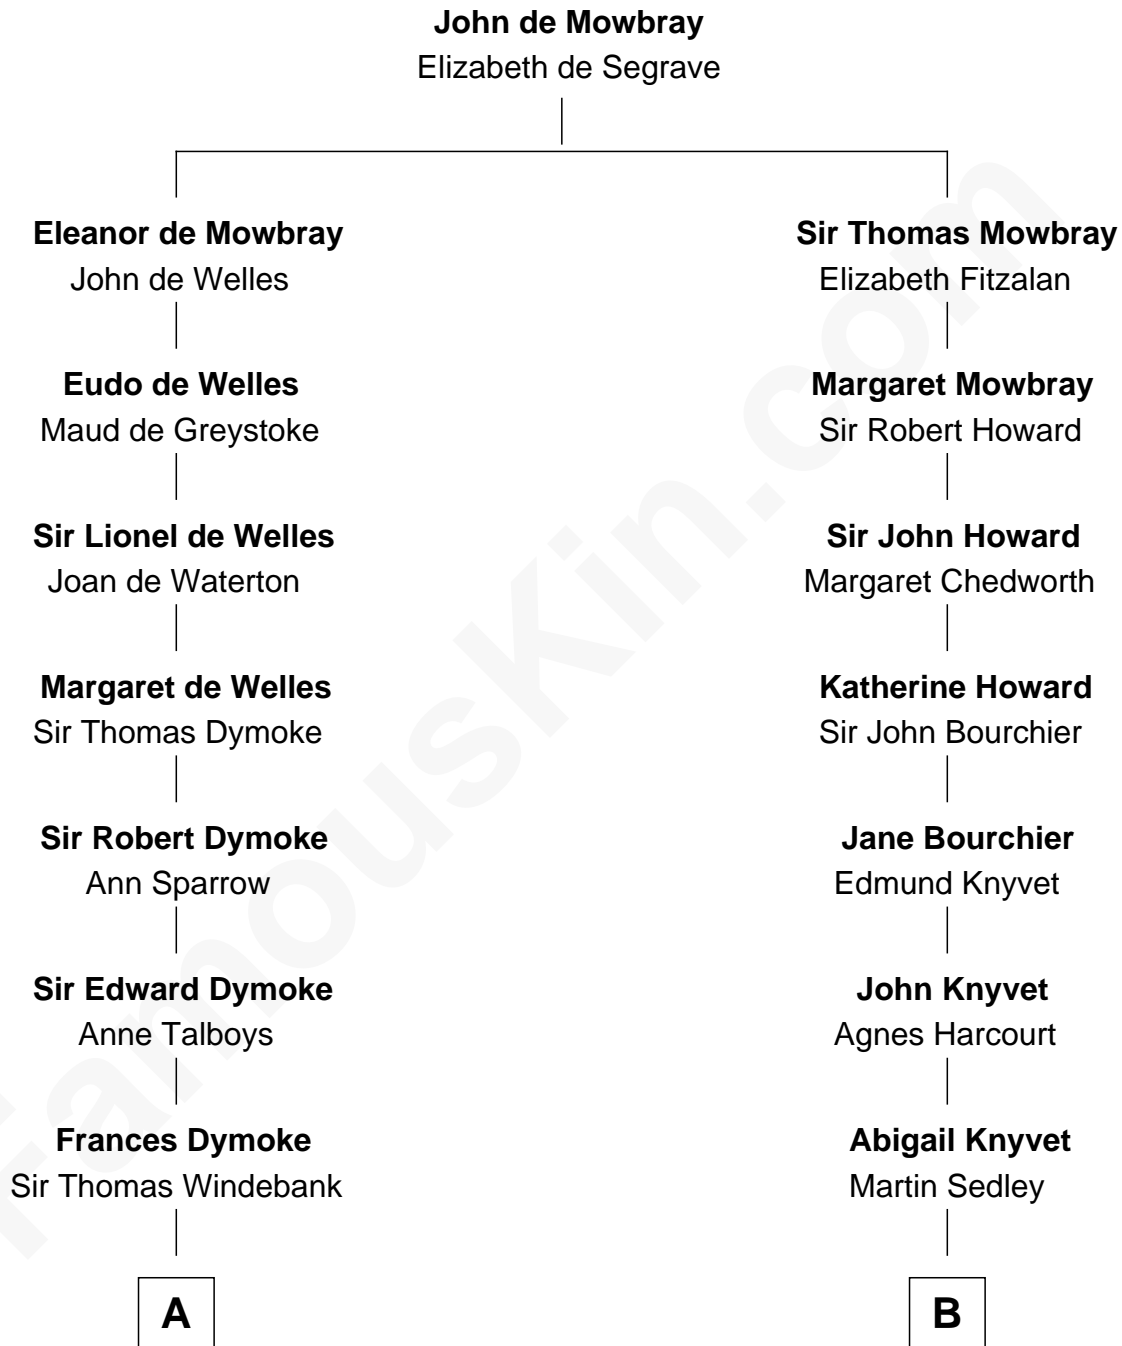 John de Mowbray
Elizabeth de Segrave
Eleanor de Mowbray
John de Welles
Sir Thomas Mowbray
Elizabeth Fitzalan
Eudo de Welles
Maud de Greystoke
Margaret Mowbray
Sir Robert Howard
Sir Lionel de Welles
Joan de Waterton
Sir John Howard
Margaret Chedworth
Margaret de Welles
Sir Thomas Dymoke
Katherine Howard
Sir John Bourchier
Sir Robert Dymoke
Ann Sparrow
Jane Bourchier
Edmund Knyvet
Sir Edward Dymoke
Anne Talboys
John Knyvet
Agnes Harcourt
Frances Dymoke
Sir Thomas Windebank
Abigail Knyvet
Martin Sedley
A
B
FamousKin.com